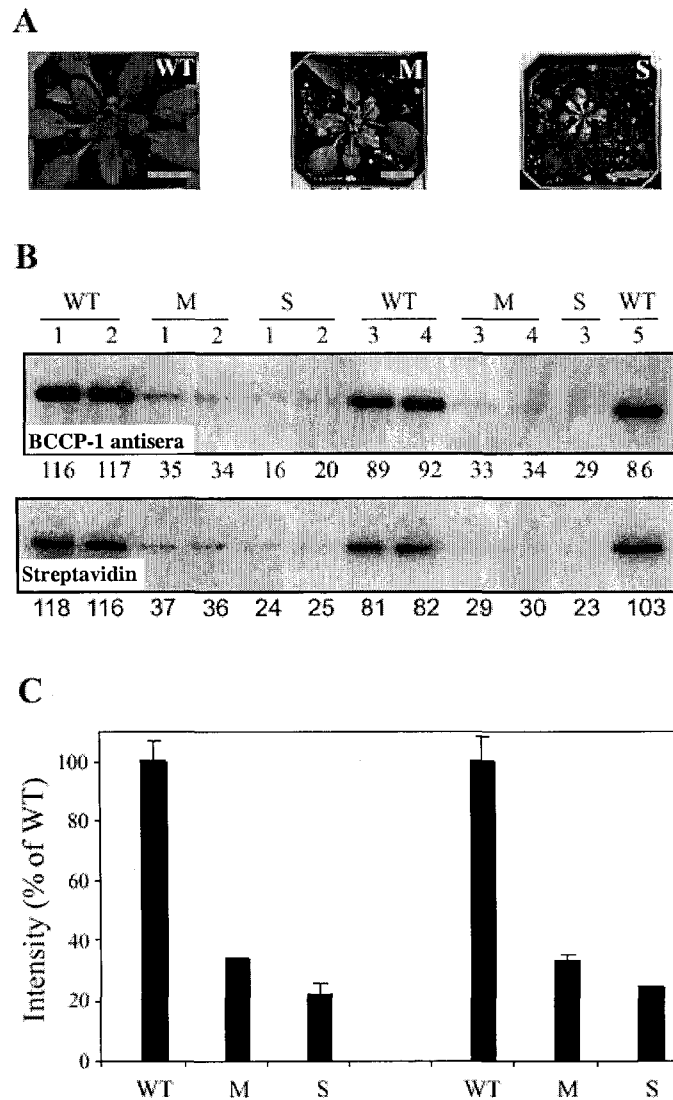 A
WT M S
B
WT M S WT M S WT
1 2 1 2 1 2 3 4 3 4 3 5
BCCP-1 antisera
116 117 35 34 16 20 89 92 33 34 29 86
Streptavidin
118 116 37 36 24 25 81 82 29 30 23 103
C
Intensity (% of WT)
100
80
60
40
20
0
WT M S WT M S